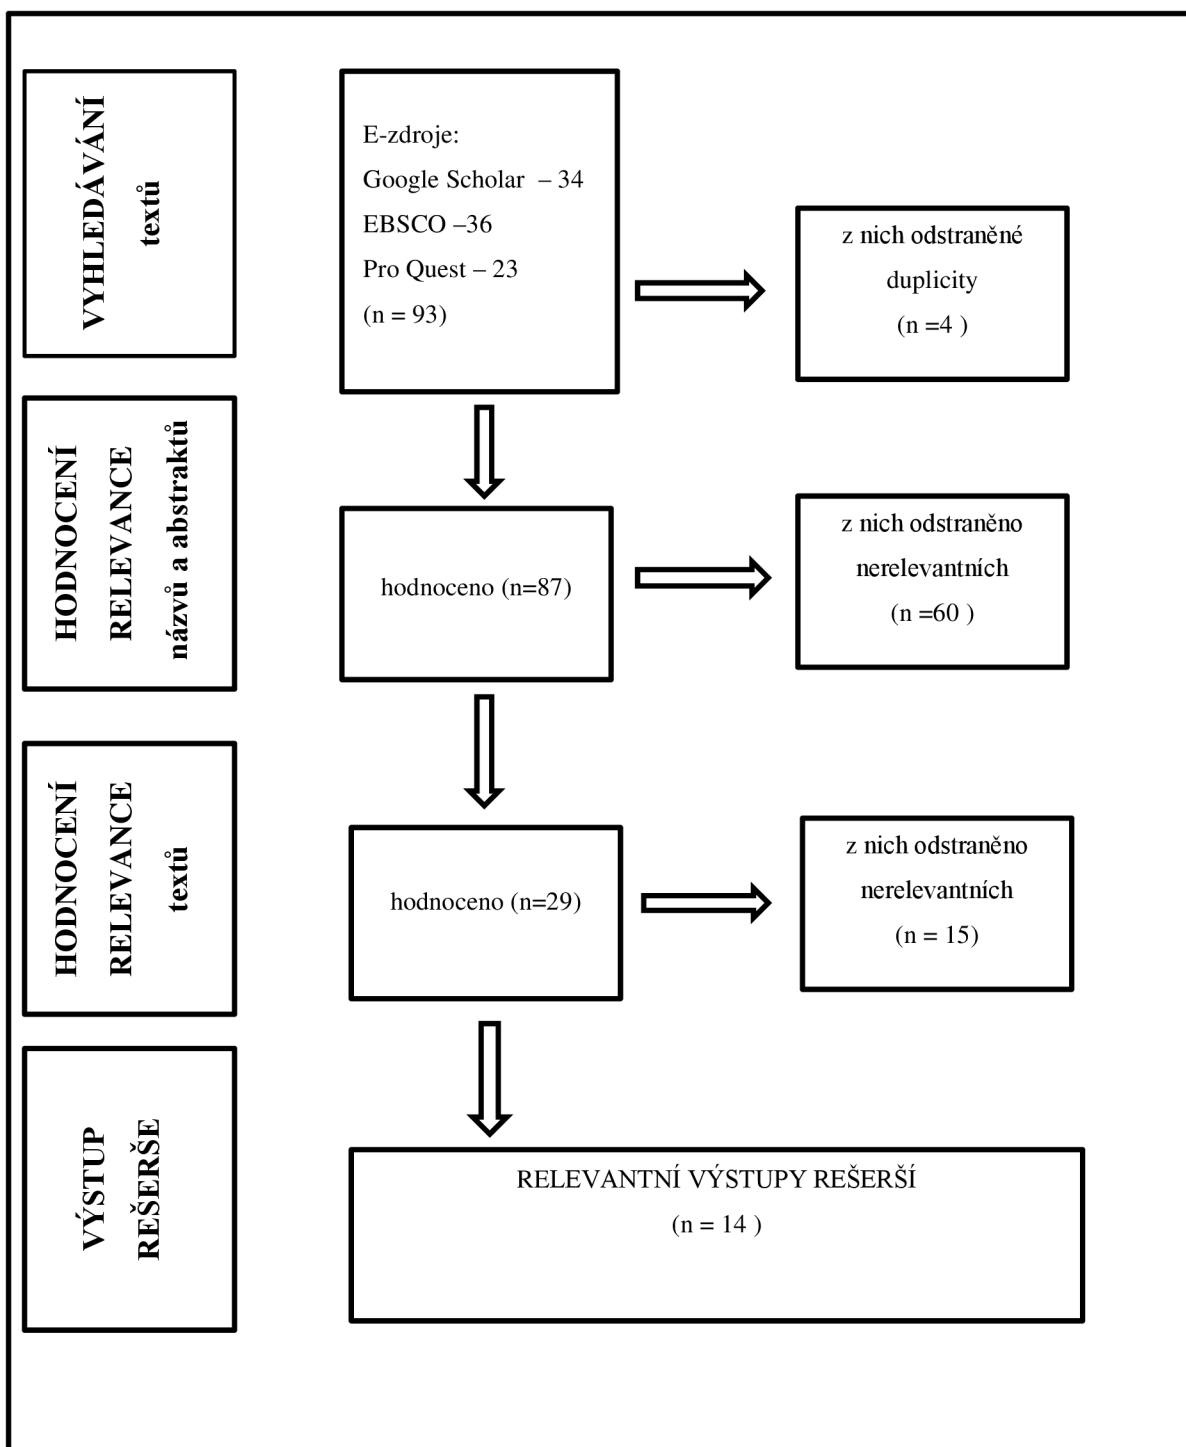 VYHLEDÁVÁNÍ
textů
E-zdroje:
Google Scholar – 34
EBSCO –36
Pro Quest – 23
(n = 93)
z nich odstraněné
duplicity
(n =4 )
HODNOCENÍ
RELEVANCE
názvů a abstraktů
hodnoceno (n=87)
z nich odstraněno
nerelevantních
(n =60 )
HODNOCENÍ
RELEVANCE
textů
hodnoceno (n=29)
z nich odstraněno
nerelevantních
(n = 15)
VÝSTUP
REŠERŠE
RELEVANTNÍ VÝSTUPY REŠERŠÍ
(n = 14 )